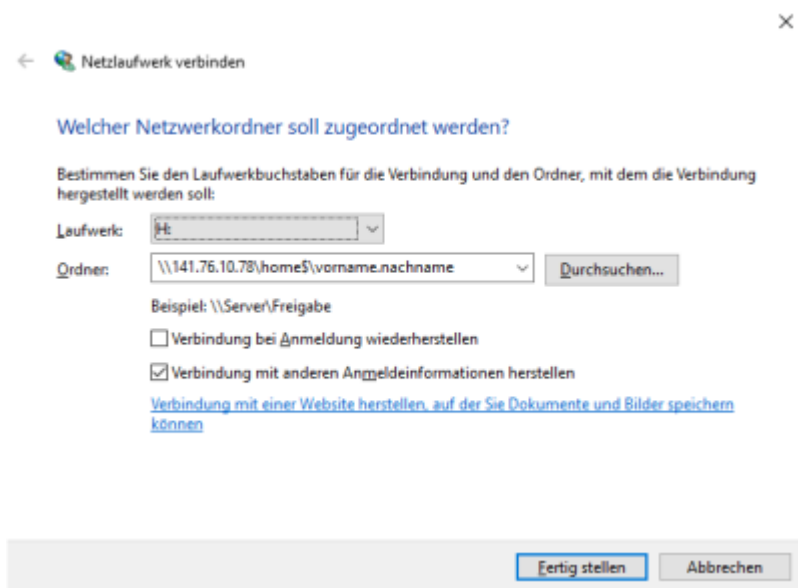 Netzlaufwerk verbinden
Welcher Netzwerkordner soll zugeordnet werden?
Bestimmen Sie den Laufwerkbuchstaben für die Verbindung und den Ordner, mit dem die Verbindung
hergestellt werden soll:
Laufwerk: H:
Ordner: \\141.76.10.78\home$\vorname.nachname Durchsuchen...
Beispiel: \\Server\Freigabe
Verbindung bei Anmeldung wiederherstellen
Verbindung mit anderen Anmeldeinformationen herstellen
Verbindung mit einer Website herstellen, auf der Sie Dokumente und Bilder speichern
können
Fertig stellen Abbrechen